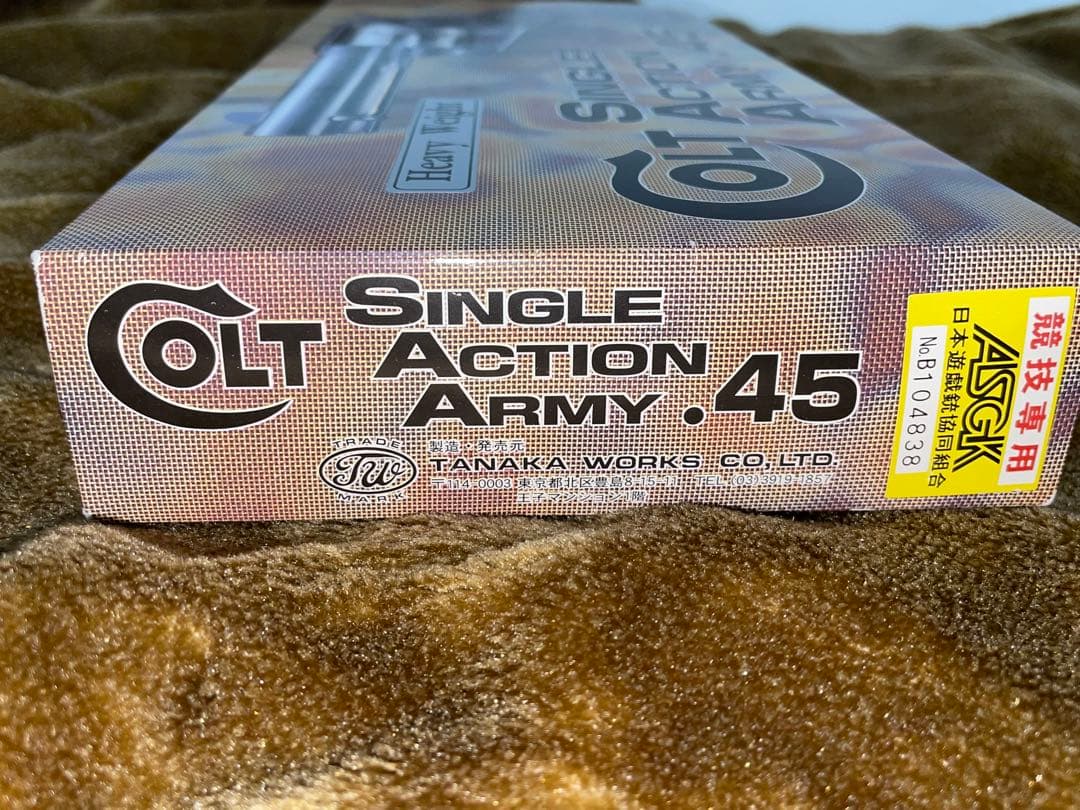 Heavy Weight
COLT
SINGLE
ACTION
ARMY
COLT
SINGLE
ACTION
ARMY .45
TRADE
TW
MARK
製造・発売元
TANAKA WORKS CO,LTD.
〒114-0003 東京都北区豊島8-15-11 TEL (03)3919-1857
王子マンション1階
競技専用
ASGK
日本遊戯銃協同組合
No.B104838